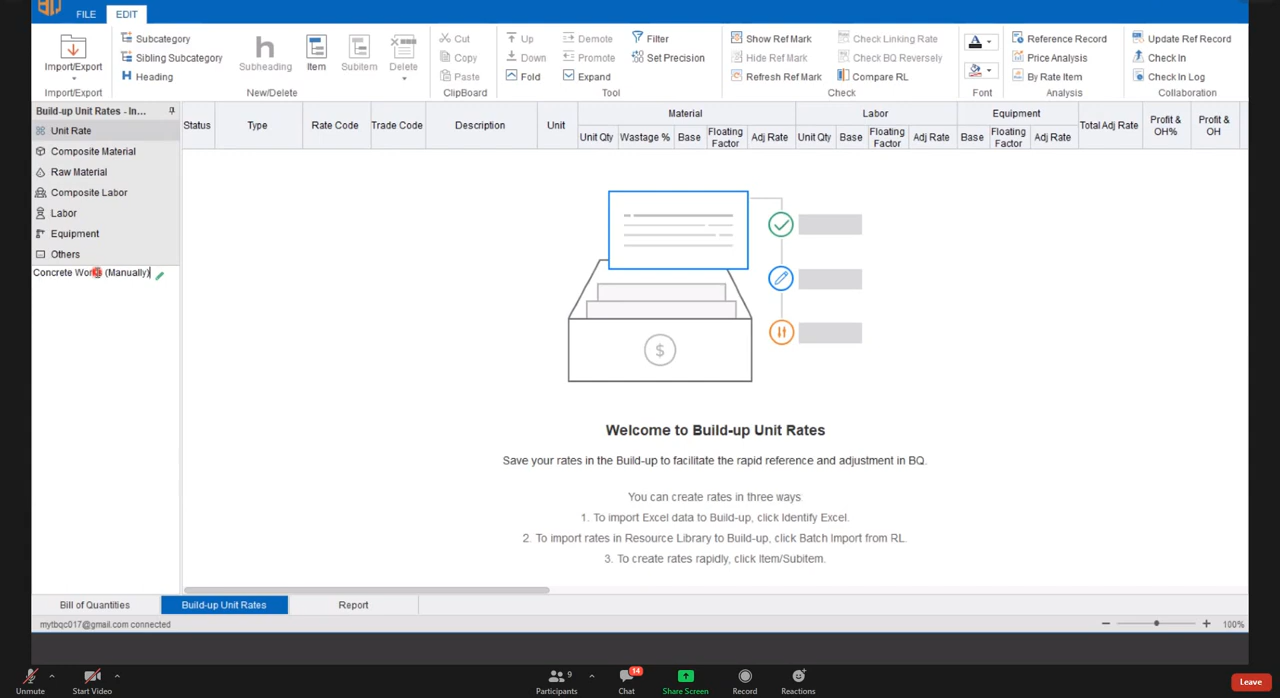 FILE
EDIT
Import/Export
Import/Export
Subcategory
Sibling Subcategory
Heading
h
Subheading
Item
Subitem
Delete
New/Delete
Cut
Copy
Paste
ClipBoard
Up
Down
Fold
Demote
Promote
Expand
Filter
Set Precision
Tool
Show Ref Mark
Hide Ref Mark
Refresh Ref Mark
Check Linking Rate
Check BQ Reversely
Compare RL
Check
A
Font
Reference Record
Price Analysis
By Rate Item
Analysis
Update Ref Record
Check In
Check In Log
Collaboration
Build-up Unit Rates - In...
Unit Rate
Composite Material
Raw Material
Composite Labor
Labor
Equipment
Others
Concrete Works (Manually)
Status
Type
Rate Code
Trade Code
Description
Unit
Material
Unit Qty
Wastage %
Base
Floating Factor
Adj Rate
Labor
Unit Qty
Base
Floating Factor
Adj Rate
Equipment
Base
Floating Factor
Adj Rate
Total Adj Rate
Profit & OH%
Profit & OH
$
Welcome to Build-up Unit Rates
Save your rates in the Build-up to facilitate the rapid reference and adjustment in BQ.
You can create rates in three ways
1. To import Excel data to Build-up, click Identify Excel.
2. To import rates in Resource Library to Build-up, click Batch Import from RL.
3. To create rates rapidly, click Item/Subitem.
Bill of Quantities
Build-up Unit Rates
Report
mytbqc017@gmail.com connected
100%
Unmute
Start Video
9
Participants
14
Chat
Share Screen
Record
Reactions
Leave